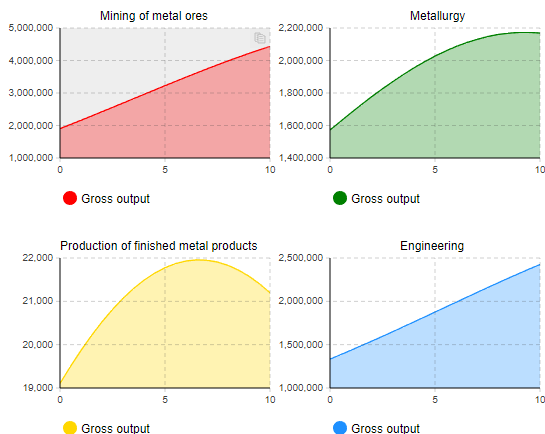 Mining of metal ores
5,000,000
4,000,000
3,000,000
2,000,000
1,000,000
0 5 10
Gross output
Metallurgy
2,200,000
2,000,000
1,800,000
1,600,000
1,400,000
0 5 10
Gross output
Production of finished metal products
22,000
21,000
20,000
19,000
0 5 10
Gross output
Engineering
2,500,000
2,000,000
1,500,000
1,000,000
0 5 10
Gross output